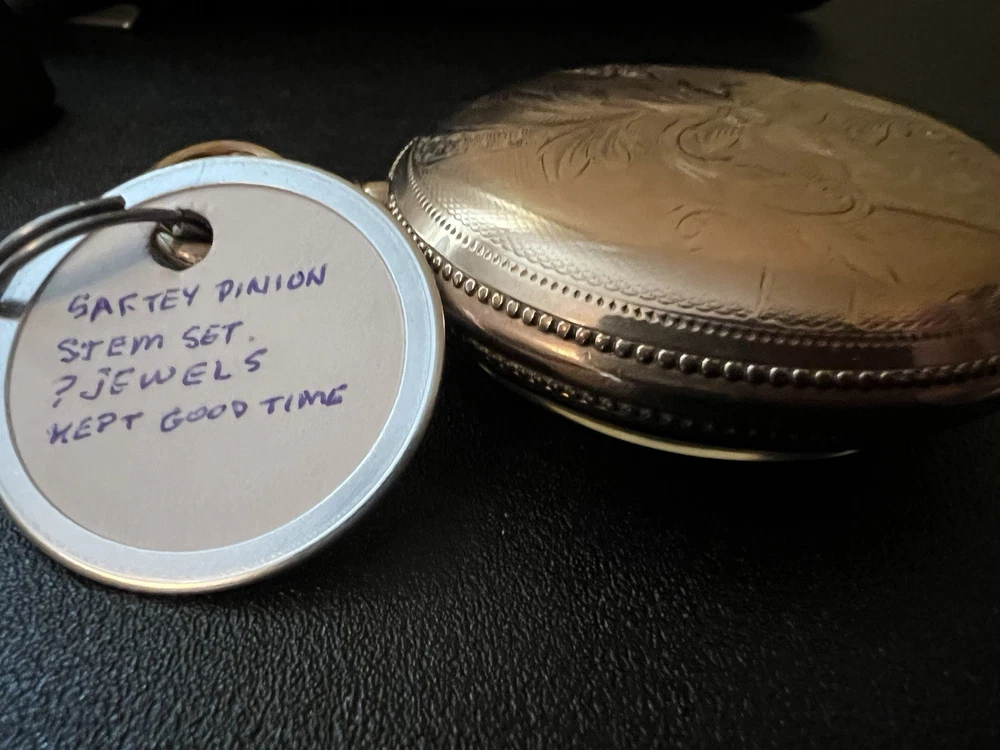 SAFTEY PINION
STEM SET.
? JEWELS
KEPT GOOD TIME